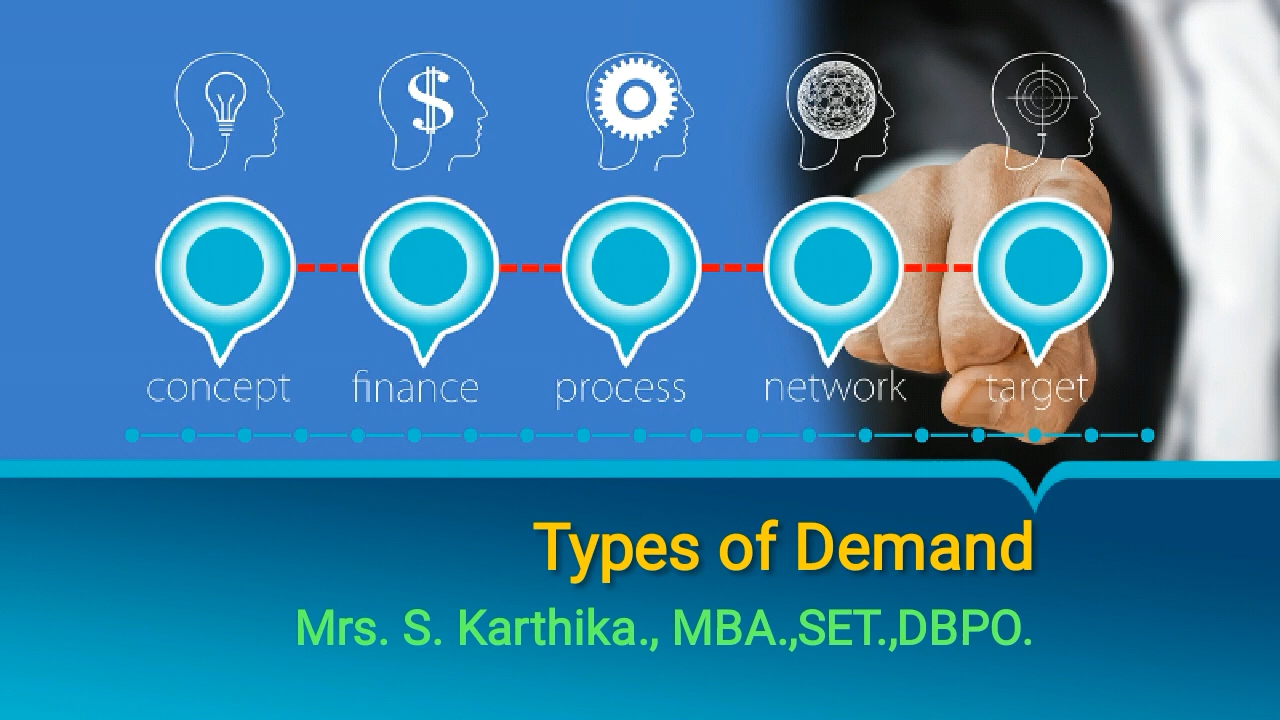 concept finance process network target
Types of Demand
Mrs. S. Karthika., MBA.,SET.,DBPO.